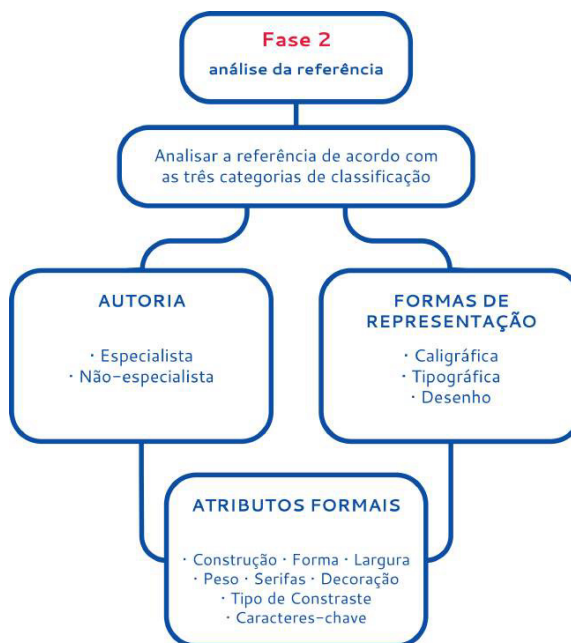 Fase 2
análise da referência
Analisar a referência de acordo com
as três categorias de classificação
AUTORIA
· Especialista
· Não-especialista
FORMAS DE
REPRESENTAÇÃO
· Caligráfica
· Tipográfica
· Desenho
ATRIBUTOS FORMAIS
· Construção · Forma · Largura
· Peso · Serifas · Decoração
· Tipo de Constraste
· Caracteres-chave